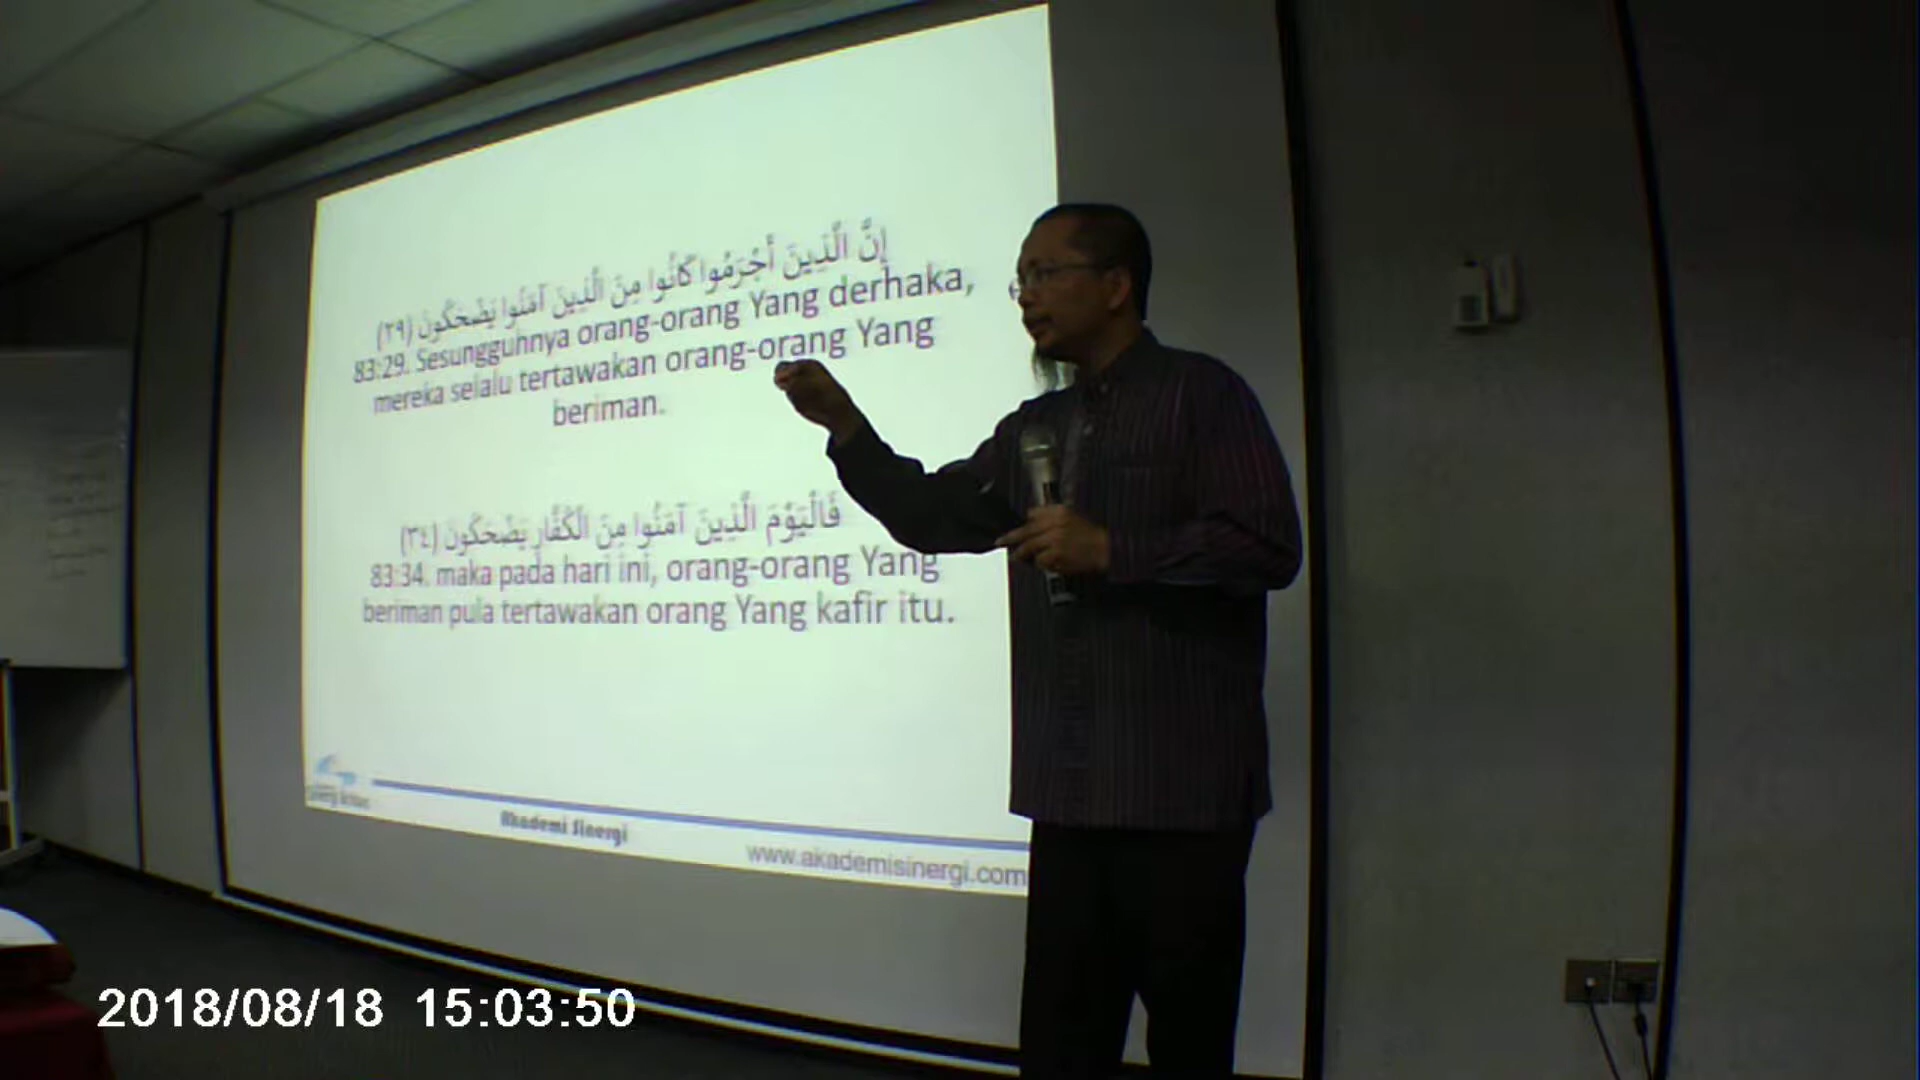 إِنَّ الَّذِينَ أَجْرَمُوا كَانُوا مِنَ الَّذِينَ آمَنُوا يَضْحَكُونَ (٢٩)
83:29. Sesungguhnya orang-orang Yang derhaka,
mereka selalu tertawakan orang-orang Yang
beriman.
فَالْيَوْمَ الَّذِينَ آمَنُوا مِنَ الْكُفَّارِ يَضْحَكُونَ (٣٤)
83:34. maka pada hari ini, orang-orang Yang
beriman pula tertawakan orang Yang kafir itu.
Akademi Sinergi
www.akademisinergi.com
2018/08/18 15:03:50